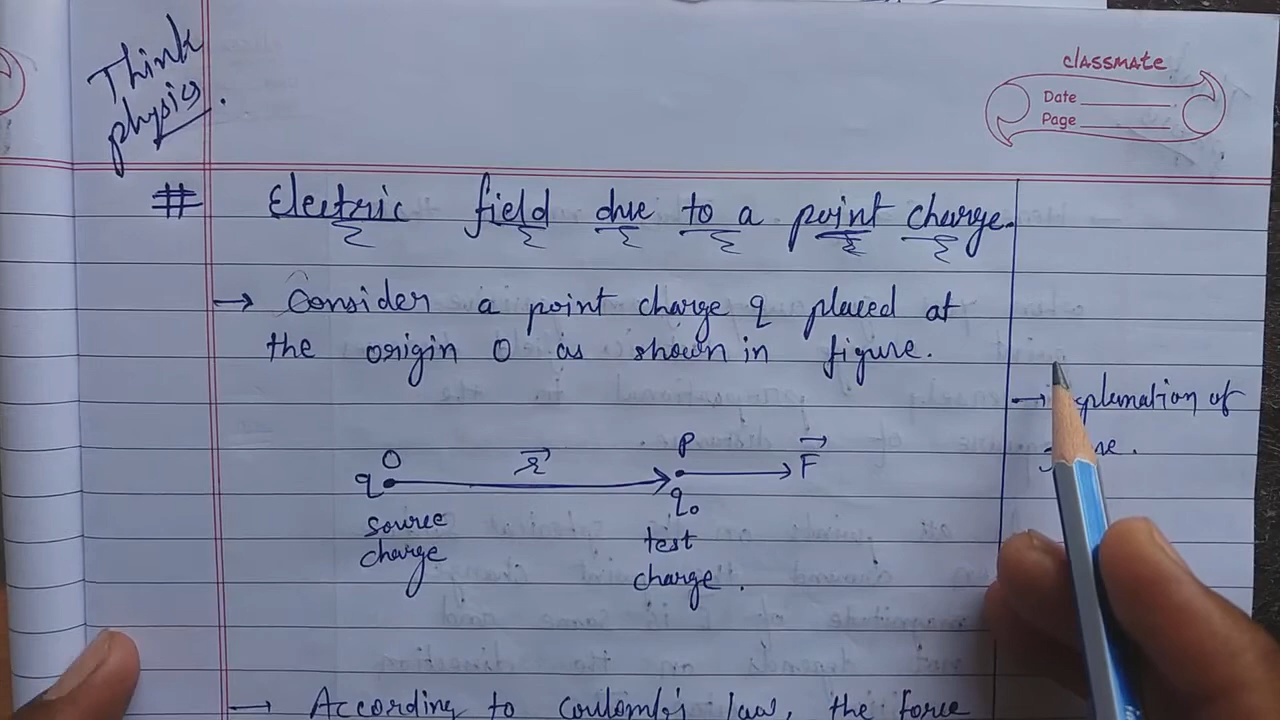 Think
physics.
classmate
Date
Page
# Electric field due to a point charge.
→ Consider a point charge q placed at
the origin O as shown in figure.
→ explanation of
O r⃗ P F⃗
q q₀
source
charge
test
charge.
→ According to Coulomb's law, the force